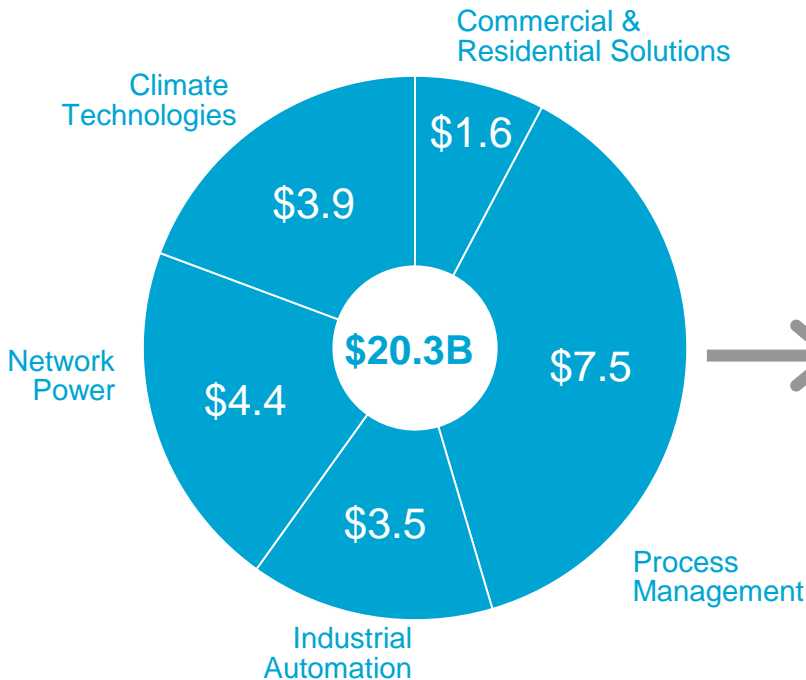 Commercial &
Residential Solutions
Climate
Technologies
$1.6
$3.9
$20.3B
$7.5
Network
Power
$4.4
$3.5
Process
Management
Industrial
Automation